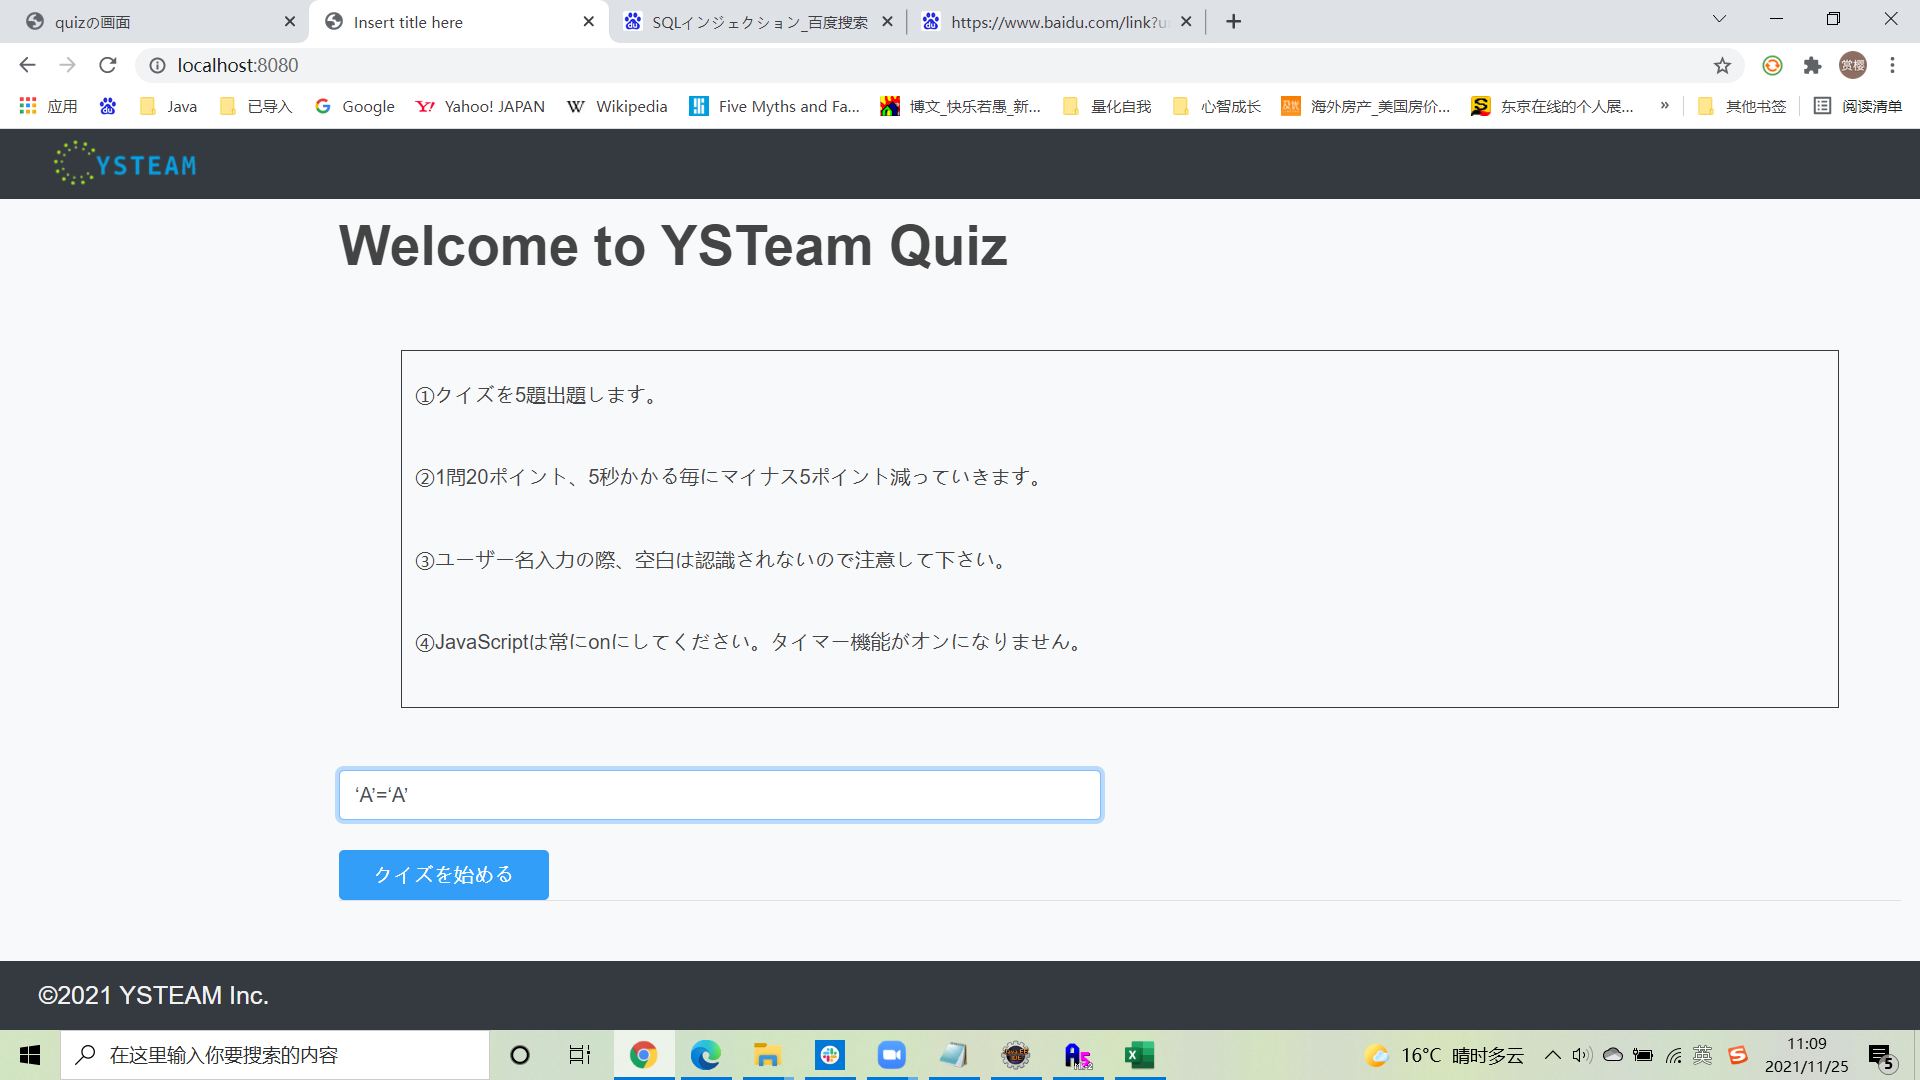 quizの画面
Insert title here
SQLインジェクション_百度搜索
https://www.baidu.com/link?u
localhost:8080
赏樱
应用
Java
已导入
Google
Yahoo! JAPAN
Wikipedia
Five Myths and Fa...
博文_快乐若愚_新...
量化自我
心智成长
海外房产_美国房价...
东京在线的个人展...
»
其他书签
阅读清单
YSTEAM
Welcome to YSTeam Quiz
①クイズを5題出題します。
②1問20ポイント、5秒かかる毎にマイナス5ポイント減っていきます。
③ユーザー名入力の際、空白は認識されないので注意して下さい。
④JavaScriptは常にonにしてください。タイマー機能がオンになりません。
‘A’=‘A’
クイズを始める
©2021 YSTEAM Inc.
在这里输入你要搜索的内容
16°C 晴时多云
英
11:09
2021/11/25
5